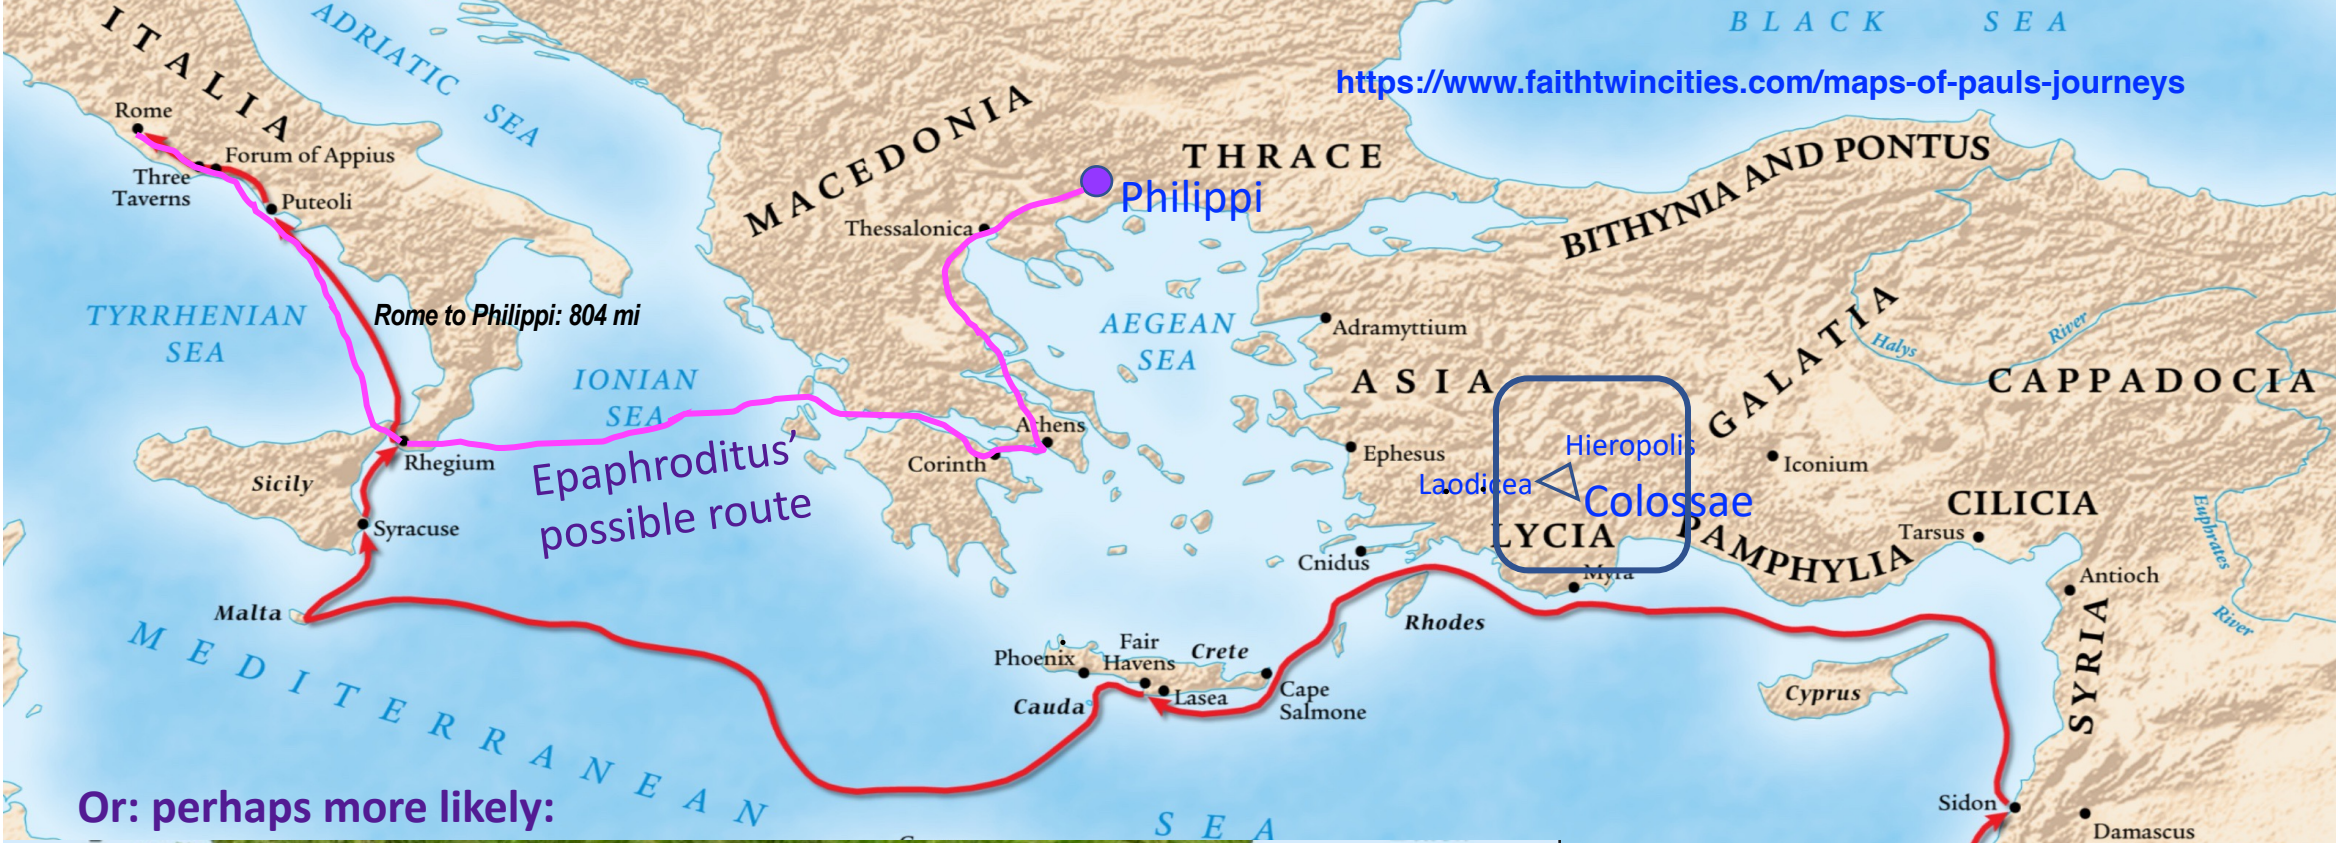 BLACK SEA
https://www.faithtwincities.com/maps-of-pauls-journeys
ITALIA
ADRIATIC SEA
Rome
Forum of Appius
Three
Taverns
Puteoli
MACEDONIA
THRACE
Philippi
Thessalonica
BITHYNIA AND PONTUS
TYRRHENIAN
SEA
Rome to Philippi: 804 mi
IONIAN
SEA
AEGEAN
SEA
Adramyttium
ASIA
GALATIA
Halys
River
CAPPADOCIA
Athens
Corinth
Ephesus
Hieropolis
Laodicea
Colossae
Iconium
Rhegium
Sicily
Epaphroditus’
possible route
Syracuse
LYCIA
PAMPHYLIA
CILICIA
Tarsus
Euphrates
River
Cnidus
Myra
Antioch
SYRIA
Malta
Rhodes
MEDITERRANEAN
SEA
Phoenix
Fair
Havens
Crete
Lasea
Cauda
Cape
Salmone
Cyprus
Sidon
Damascus
Or: perhaps more likely: